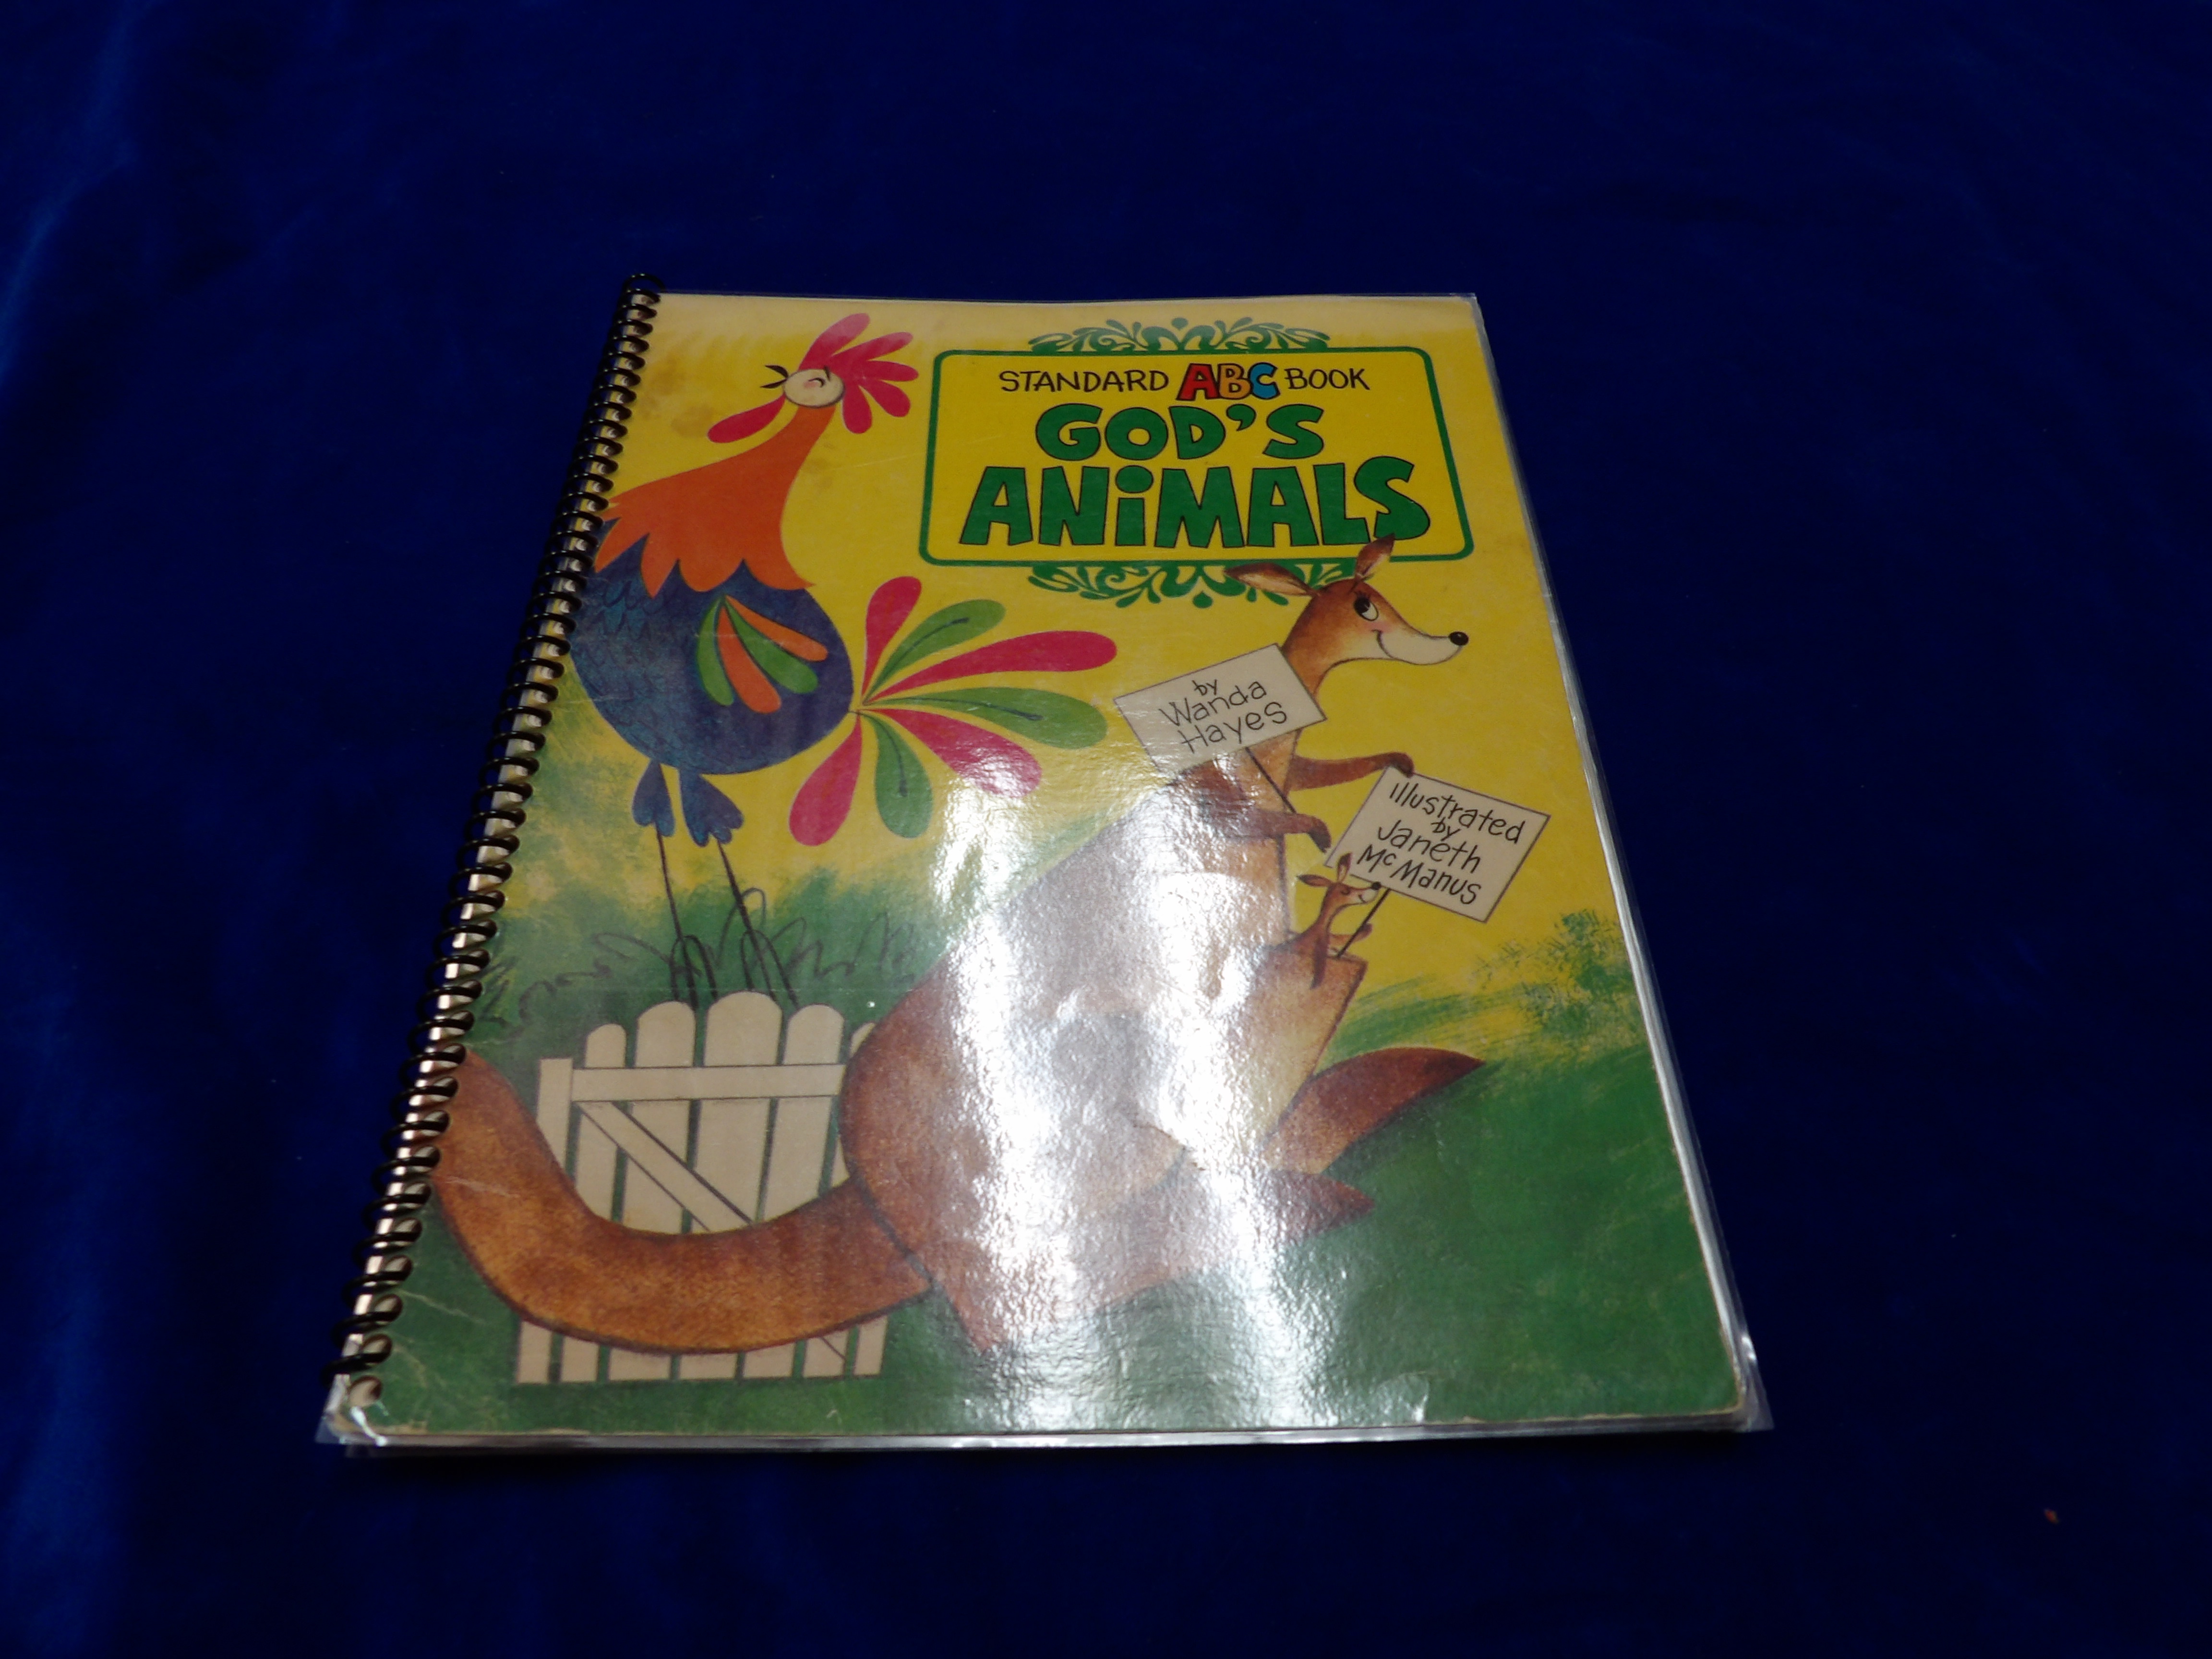 STANDARD ABC BOOK
GOD'S
ANiMALS
by
Wanda
Hayes
illustrated
by
Janeth
McManus